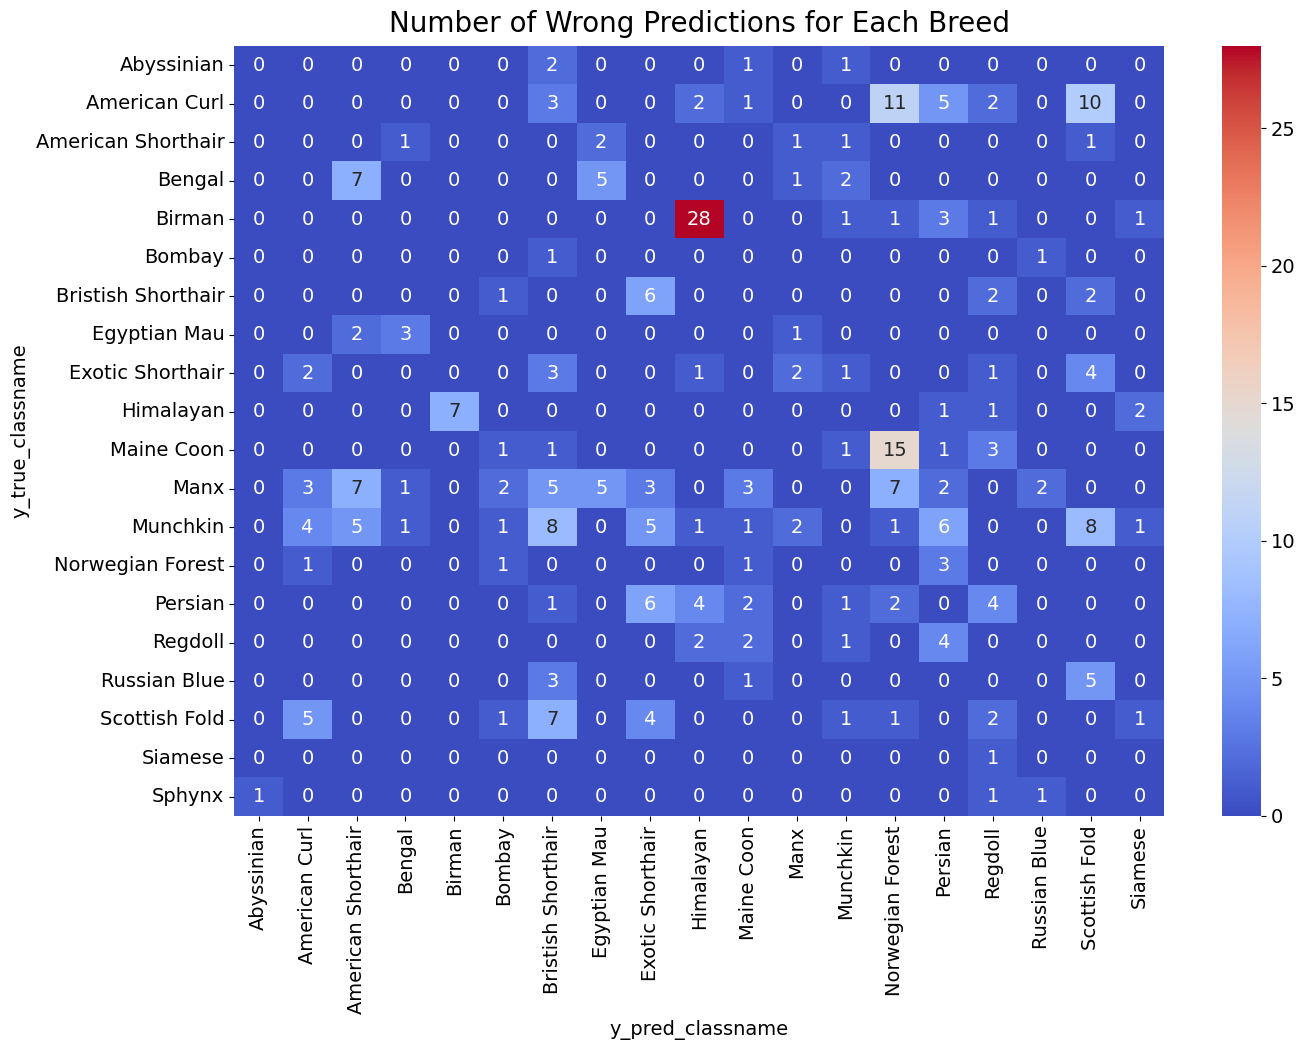 Number of Wrong Predictions for Each Breed
Abyssinian 0 0 0 0 0 0 2 0 0 0 1 0 1 0 0 0 0 0 0
American Curl 0 0 0 0 0 0 3 0 0 2 1 0 0 11 5 2 0 10 0
American Shorthair 0 0 0 1 0 0 0 2 0 0 0 1 1 0 0 0 0 1 0
Bengal 0 0 7 0 0 0 0 5 0 0 0 1 2 0 0 0 0 0 0
Birman 0 0 0 0 0 0 0 0 0 28 0 0 1 1 3 1 0 0 1
Bombay 0 0 0 0 0 0 1 0 0 0 0 0 0 0 0 0 1 0 0
Bristish Shorthair 0 0 0 0 0 1 0 0 6 0 0 0 0 0 0 2 0 2 0
Egyptian Mau 0 0 2 3 0 0 0 0 0 0 0 1 0 0 0 0 0 0 0
Exotic Shorthair 0 2 0 0 0 0 3 0 0 1 0 2 1 0 0 1 0 4 0
Himalayan 0 0 0 0 7 0 0 0 0 0 0 0 0 0 1 1 0 0 2
Maine Coon 0 0 0 0 0 1 1 0 0 0 0 0 1 15 1 3 0 0 0
Manx 0 3 7 1 0 2 5 5 3 0 3 0 0 7 2 0 2 0 0
Munchkin 0 4 5 1 0 1 8 0 5 1 1 2 0 1 6 0 0 8 1
Norwegian Forest 0 1 0 0 0 1 0 0 0 0 1 0 0 0 3 0 0 0 0
Persian 0 0 0 0 0 0 1 0 6 4 2 0 1 2 0 4 0 0 0
Regdoll 0 0 0 0 0 0 0 0 0 2 2 0 1 0 4 0 0 0 0
Russian Blue 0 0 0 0 0 0 3 0 0 0 1 0 0 0 0 0 0 5 0
Scottish Fold 0 5 0 0 0 1 7 0 4 0 0 0 1 1 0 2 0 0 1
Siamese 0 0 0 0 0 0 0 0 0 0 0 0 0 0 0 1 0 0 0
Sphynx 1 0 0 0 0 0 0 0 0 0 0 0 0 0 0 1 1 0 0
y_true_classname
Abyssinian
American Curl
American Shorthair
Bengal
Birman
Bombay
Bristish Shorthair
Egyptian Mau
Exotic Shorthair
Himalayan
Maine Coon
Manx
Munchkin
Norwegian Forest
Persian
Regdoll
Russian Blue
Scottish Fold
Siamese
y_pred_classname
25
20
15
10
5
0